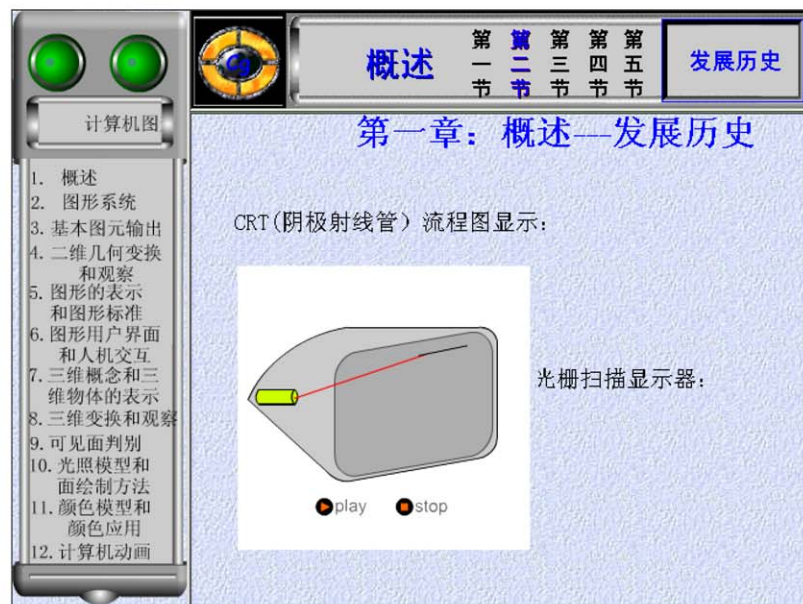 Cg
概述
第一节
第二节
第三节
第四节
第五节
发展历史
计算机图
第一章：概述—发展历史
1. 概述
2. 图形系统
3. 基本图元输出
4. 二维几何变换
和观察
5. 图形的表示
和图形标准
6. 图形用户界面
和人机交互
7. 三维概念和三
维物体的表示
8. 三维变换和观察
9. 可见面判别
10. 光照模型和
面绘制方法
11. 颜色模型和
颜色应用
12. 计算机动画
CRT(阴极射线管）流程图显示：
光栅扫描显示器：
play
stop